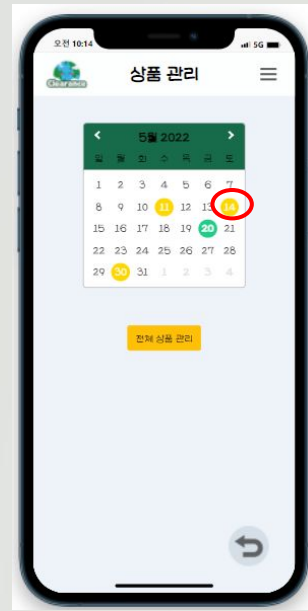 오전 10:14
5G
Clearance
상품 관리
5월 2022
일 월 화 수 목 금 토
1 2 3 4 5 6 7
8 9 10 11 12 13 14
15 16 17 18 19 20 21
22 23 24 25 26 27 28
29 30 31 1 2 3 4
전체 상품 관리